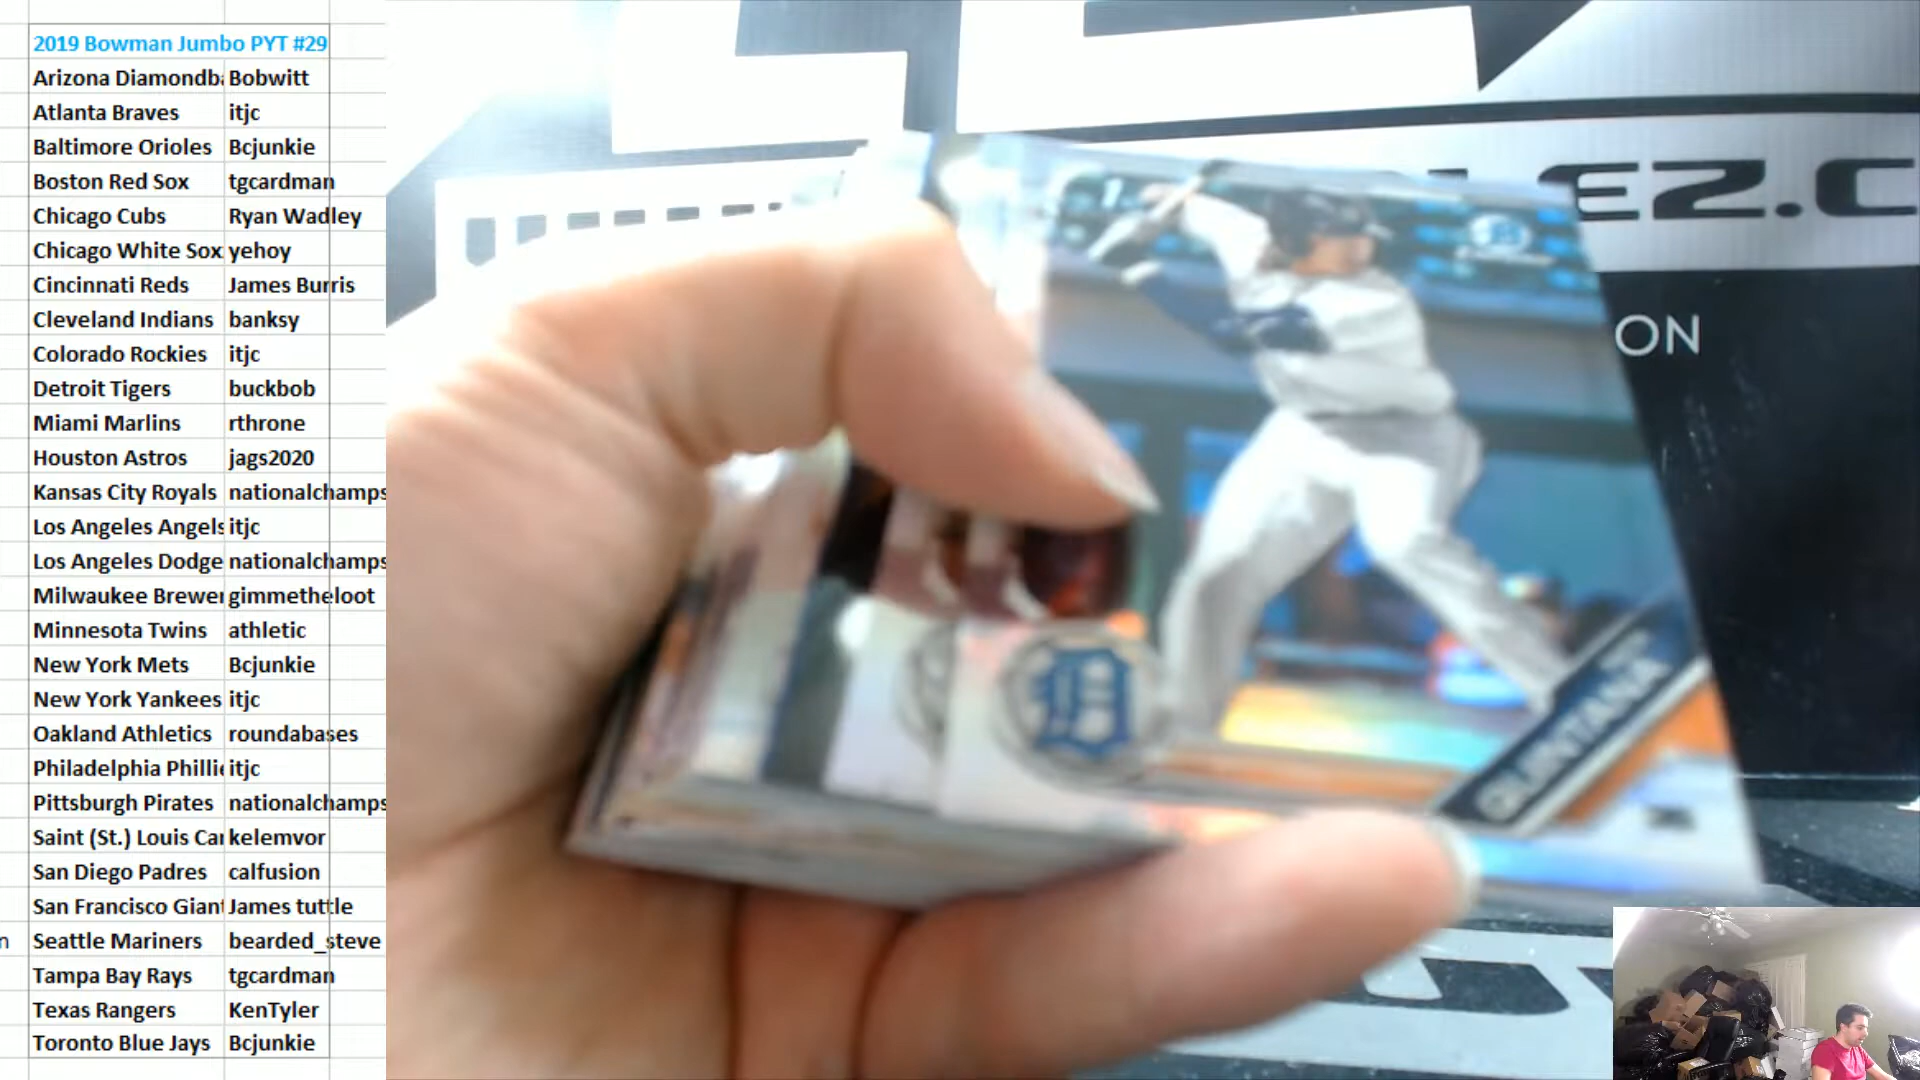 2019 Bowman Jumbo PYT #29
Arizona Diamondba Bobwitt
Atlanta Braves itjc
Baltimore Orioles Bcjunkie
Boston Red Sox tgcardman
Chicago Cubs Ryan Wadley
Chicago White Sox yehoy
Cincinnati Reds James Burris
Cleveland Indians banksy
Colorado Rockies itjc
Detroit Tigers buckbob
Miami Marlins rthrone
Houston Astros jags2020
Kansas City Royals nationalchamps
Los Angeles Angels itjc
Los Angeles Dodge nationalchamps
Milwaukee Brewer gimmetheloot
Minnesota Twins athletic
New York Mets Bcjunkie
New York Yankees itjc
Oakland Athletics roundabases
Philadelphia Phillie itjc
Pittsburgh Pirates nationalchamps
Saint (St.) Louis Car kelemvor
San Diego Padres calfusion
San Francisco Giant James tuttle
n Seattle Mariners bearded_steve
Tampa Bay Rays tgcardman
Texas Rangers KenTyler
Toronto Blue Jays Bcjunkie
EZ.C
ON
D
QUINTANA